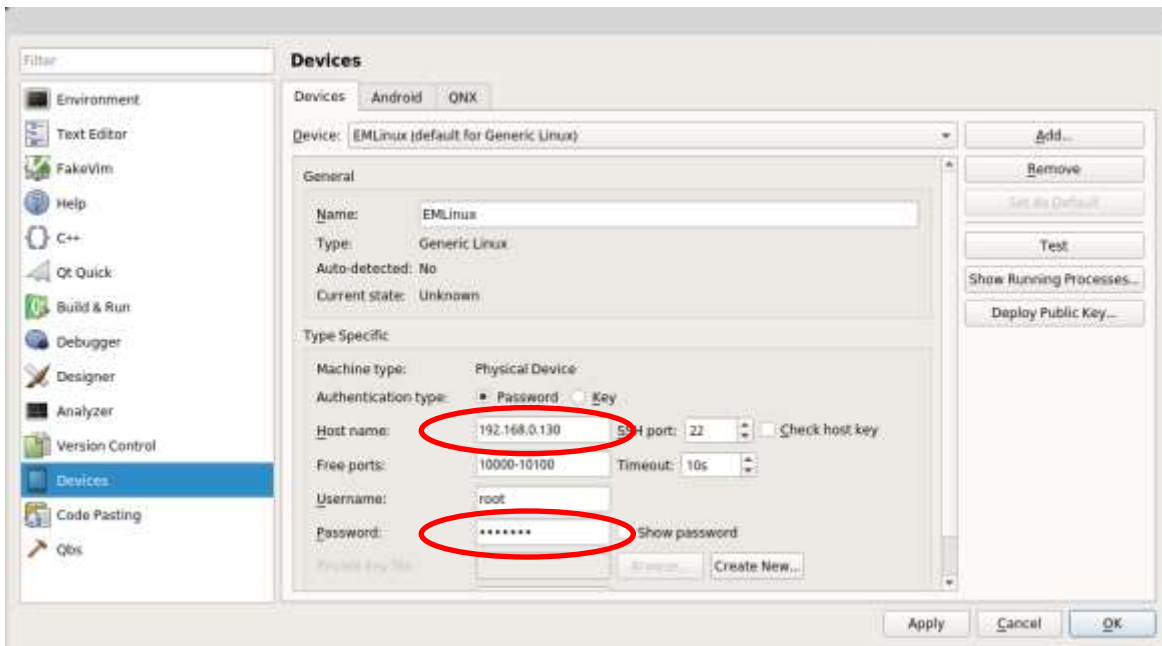 Filter
Devices
Environment
Text Editor
FakeVim
Help
C++
Qt Quick
Build & Run
Debugger
Designer
Analyzer
Version Control
Devices
Code Pasting
Qbs
Devices Android QNX
Device: EMLinux (default for Generic Linux)
General
Name: EMLinux
Type: Generic Linux
Auto-detected: No
Current state: Unknown
Type Specific
Machine type: Physical Device
Authentication type: Password Key
Host name: 192.168.0.130 SSH port: 22 Check host key
Free ports: 10000-10100 Timeout: 10s
Username: root
Password: ••••••• Show password
Private key file: Browse... Create New...
Add...
Remove
Set As Default
Test
Show Running Processes...
Deploy Public Key...
Apply Cancel OK